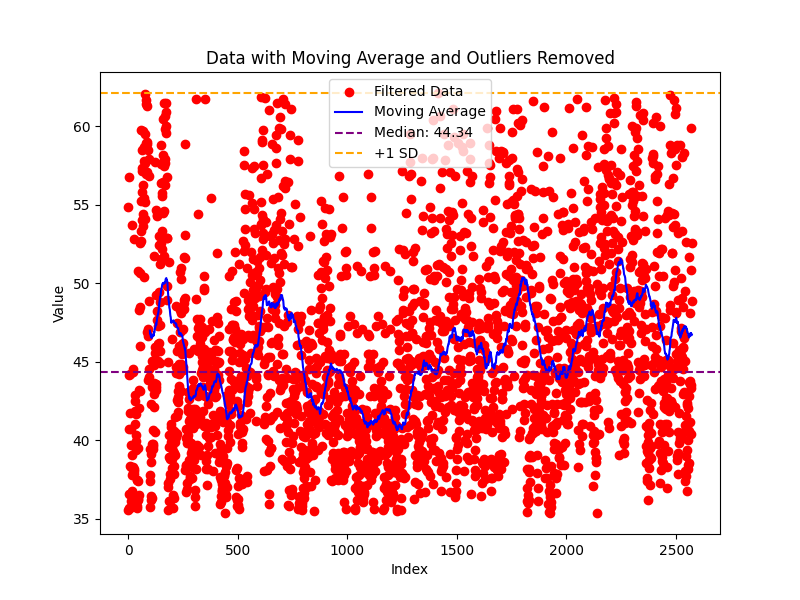 Data with Moving Average and Outliers Removed
Filtered Data
Moving Average
Median: 44.34
+1 SD
Value
60
55
50
45
40
35
0
500
1000
1500
2000
2500
Index